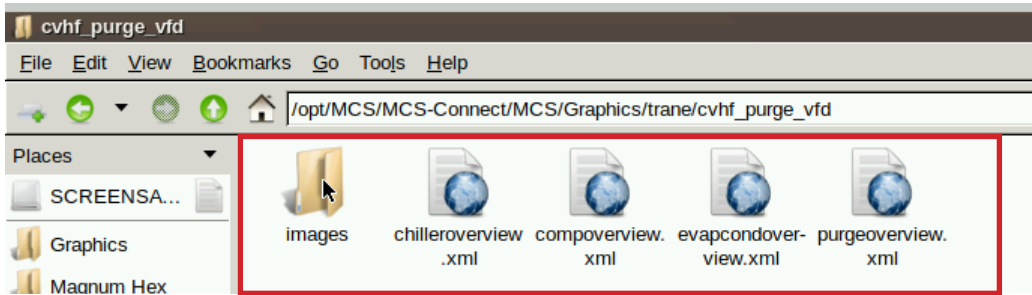 cvhf_purge_vfd
File Edit View Bookmarks Go Tools Help
/opt/MCS/MCS-Connect/MCS/Graphics/trane/cvhf_purge_vfd
Places
SCREENSA...
Graphics
Magnum Hex
images
chilleroverview
.xml
compoverview.
xml
evapcondover-
view.xml
purgeoverview.
xml